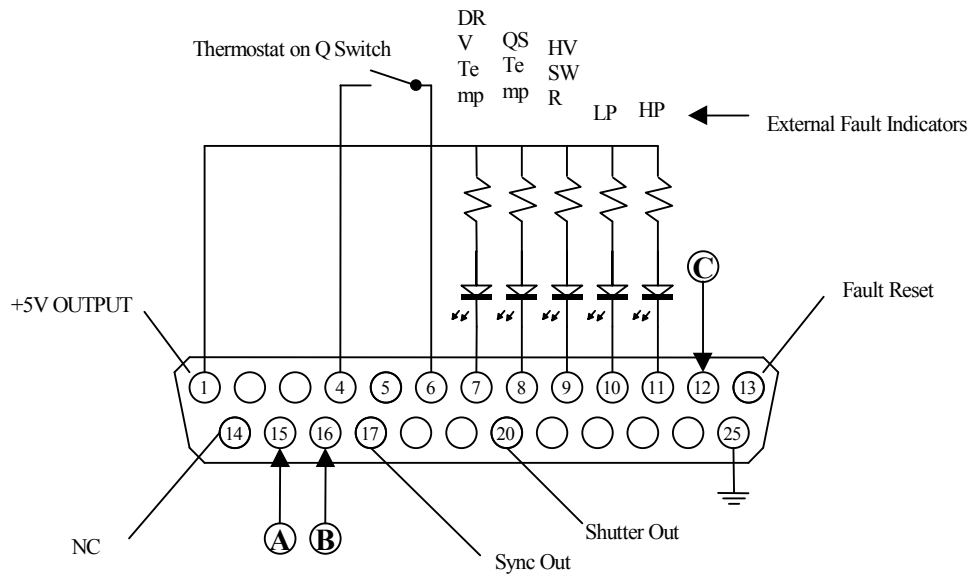 Thermostat on Q Switch
DR
V
Te
mp
QS
Te
mp
HV
SW
R
LP
HP
External Fault Indicators
C
+5V OUTPUT
Fault Reset
1
4
5
6
7
8
9
10
11
12
13
14
15
16
17
20
25
NC
A
B
Sync Out
Shutter Out